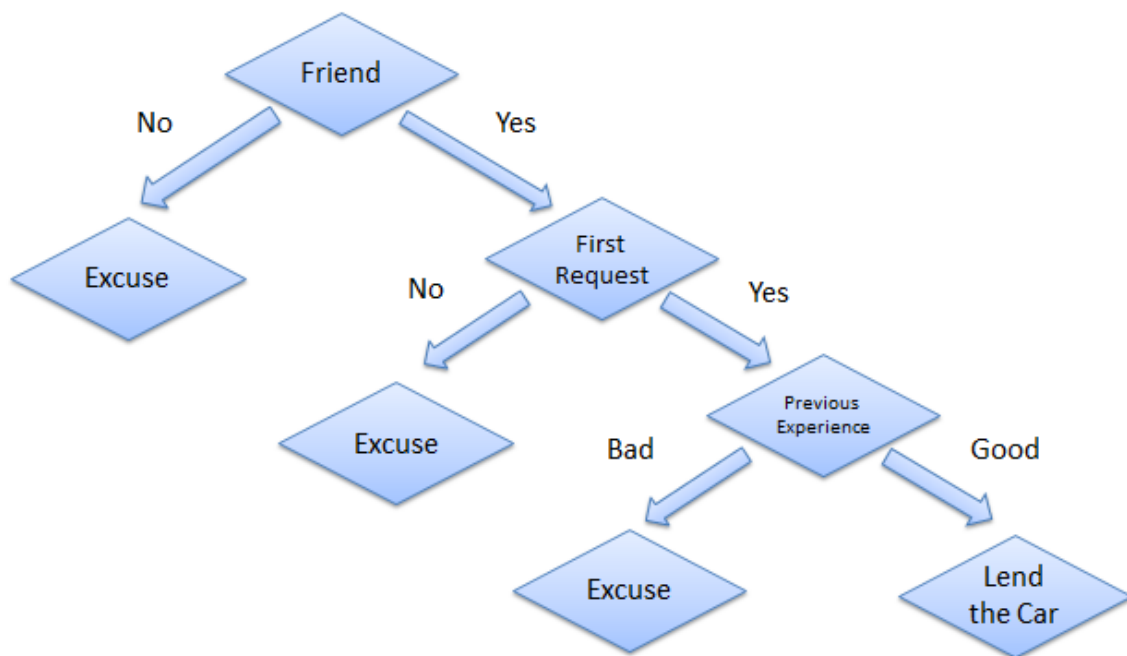 Friend
No
Yes
Excuse
First
Request
No
Yes
Excuse
Previous
Experience
Bad
Good
Excuse
Lend
the Car